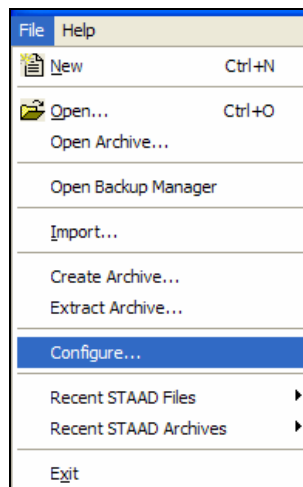 File Help
New Ctrl+N
Open... Ctrl+O
Open Archive...
Open Backup Manager
Import...
Create Archive...
Extract Archive...
Configure...
Recent STAAD Files
Recent STAAD Archives
Exit